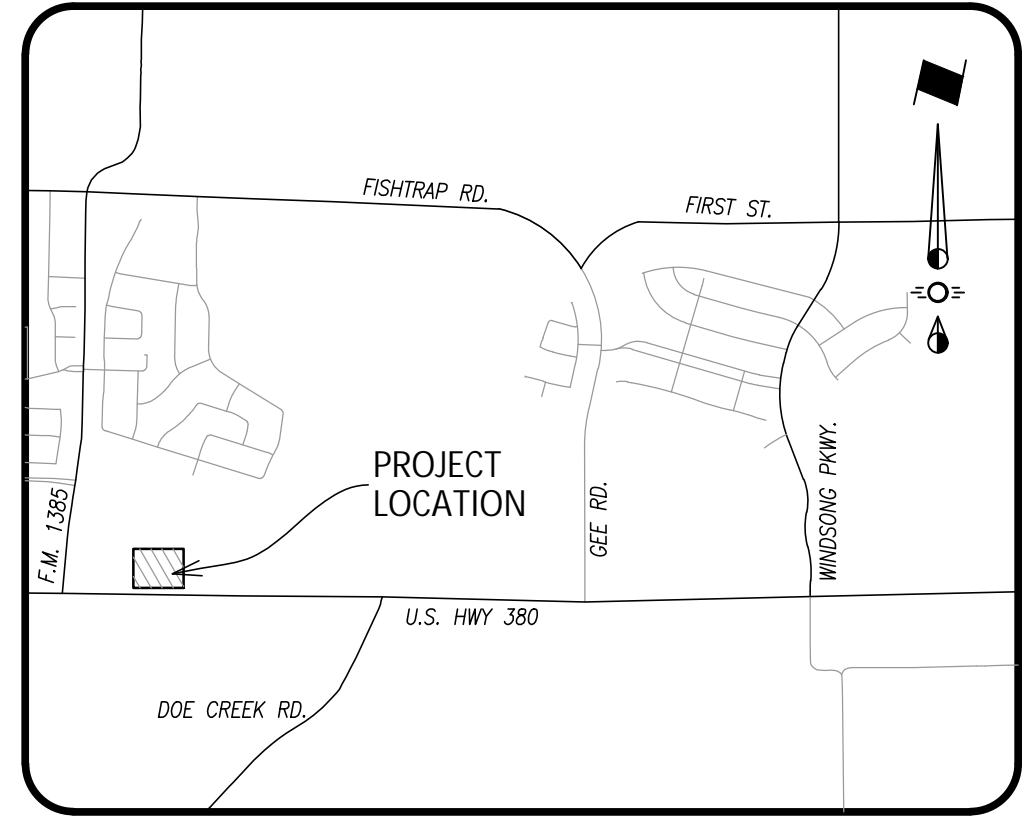 FISHTRAP RD.
FIRST ST.
PROJECT
LOCATION
F.M. 1385
GEE RD.
WINDSONG PKWY.
U.S. HWY 380
DOE CREEK RD.